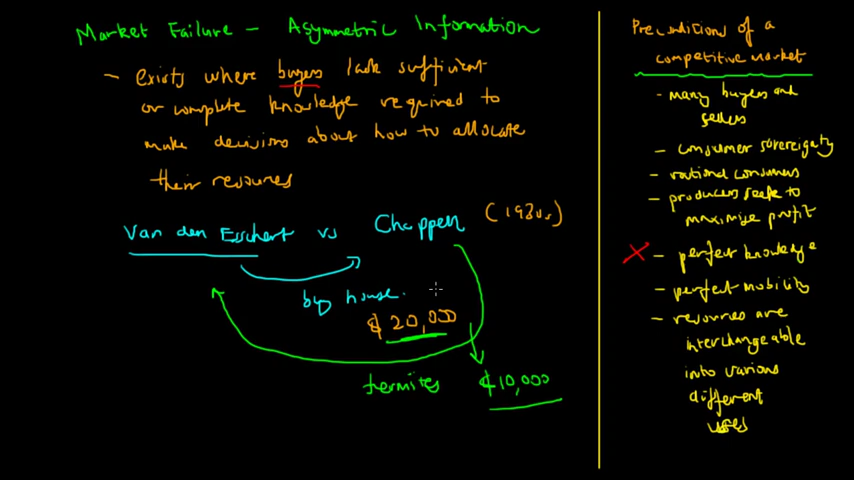 Market Failure - Asymmetric Information
- exists where buyers lack sufficient
or complete knowledge required to
make decisions about how to allocate
their resources
Van den Esschert vs Chappell (1930s)
buy house.
$20,000
termites $10,000
Preconditions of a
competitive market
- many buyers and
sellers
- consumer sovereignty
- rational consumers
- producers seek to
maximise profit
X - perfect knowledge
- perfect mobility
- resources are
interchangeable
into various
different
uses